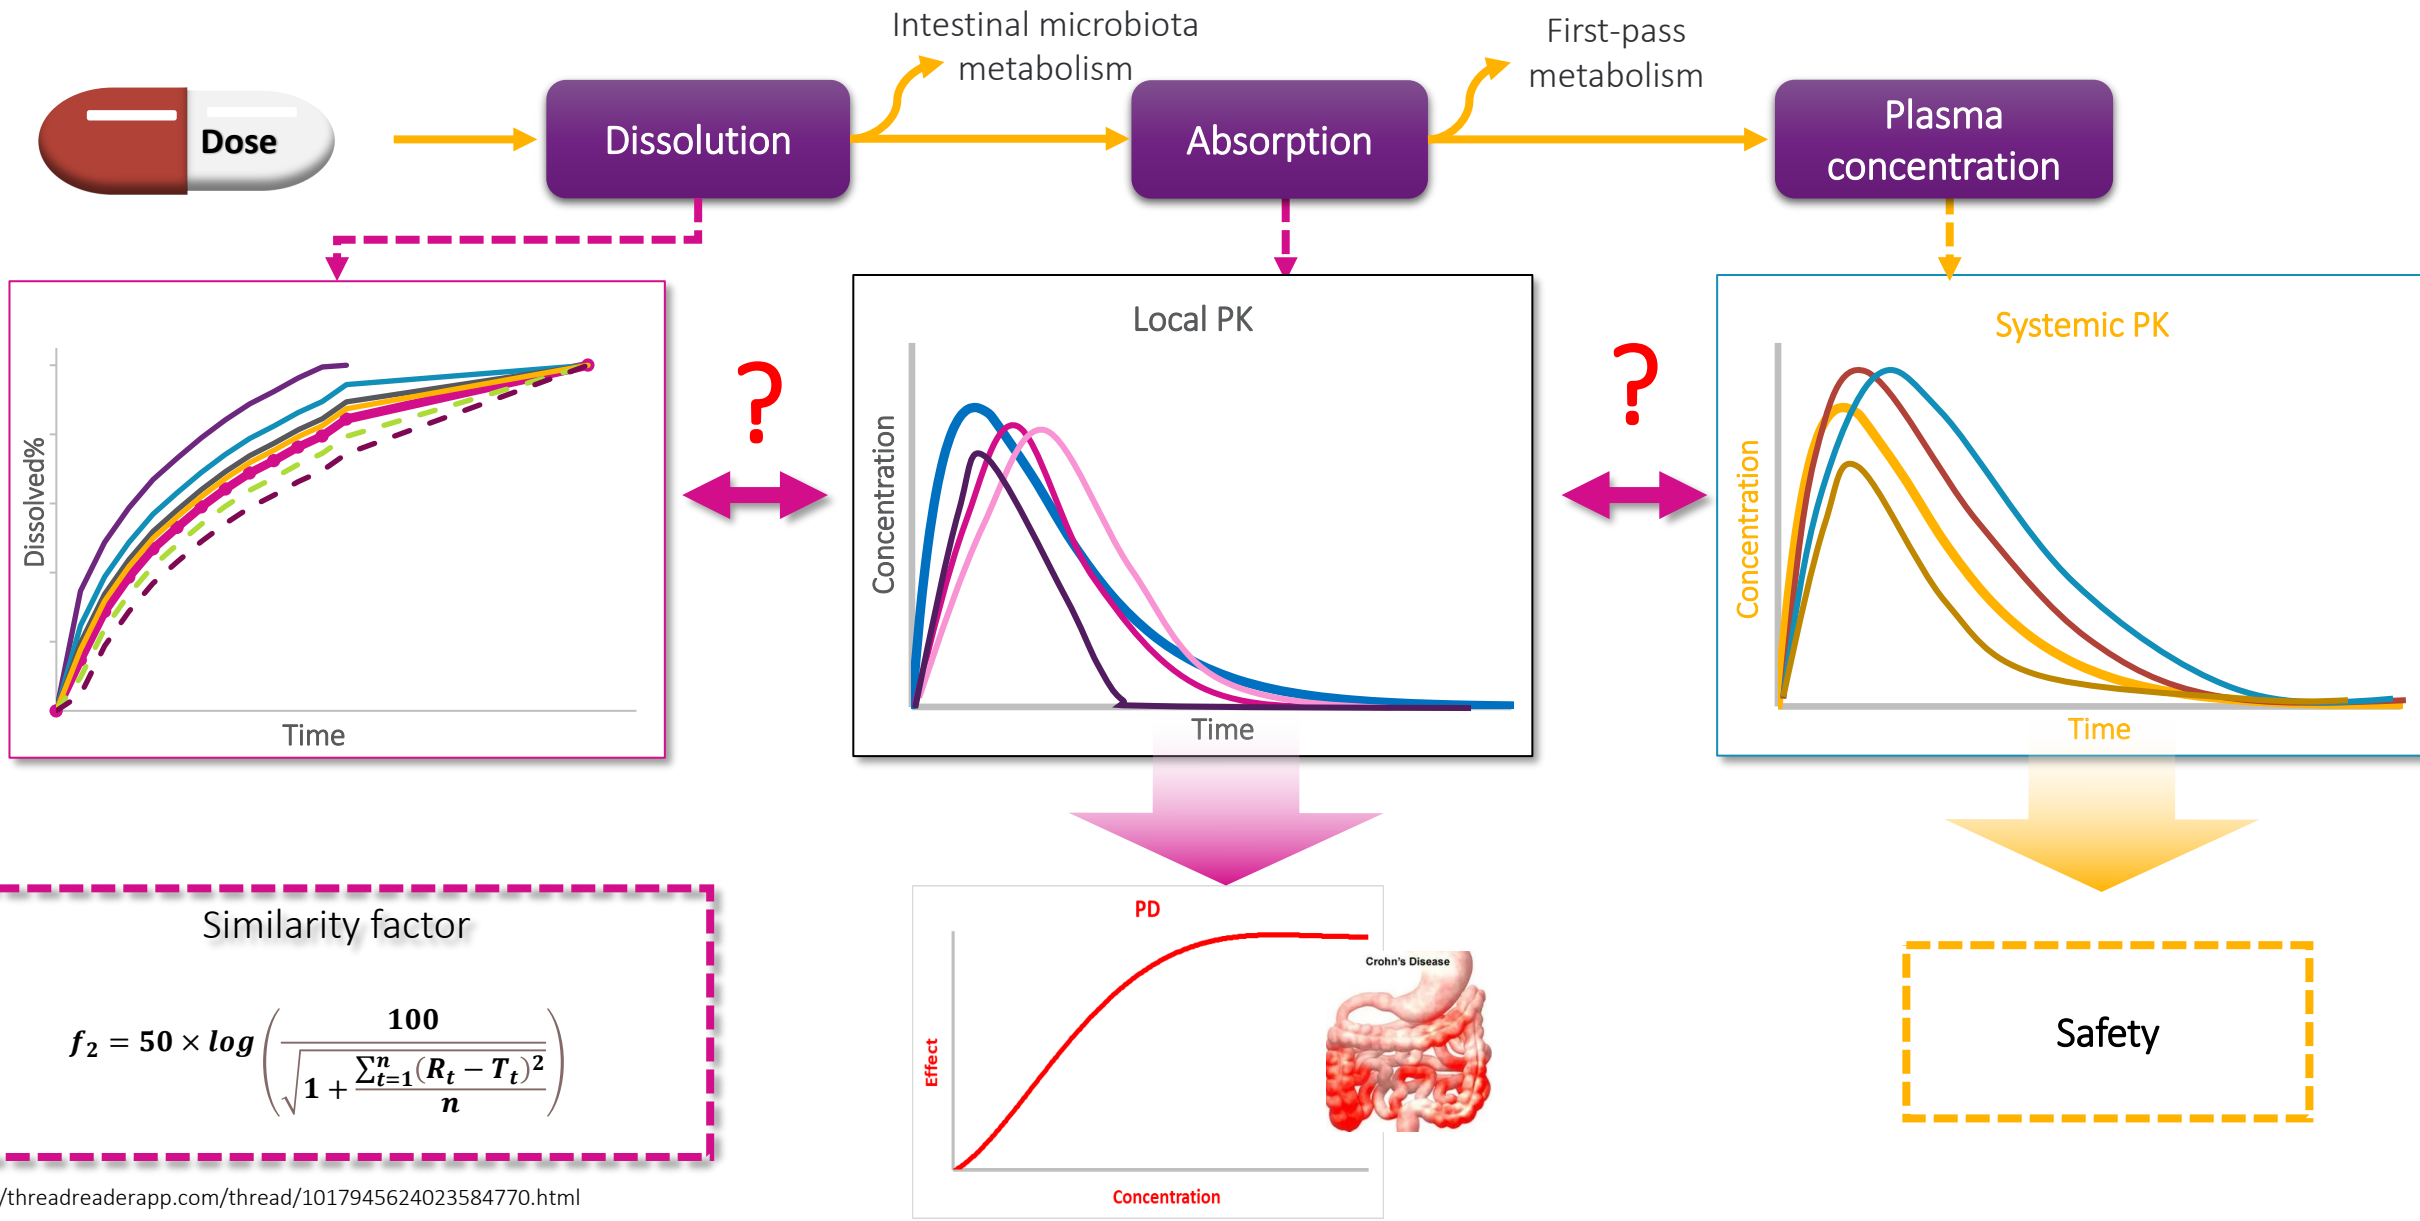 Intestinal microbiota
metabolism
First-pass
metabolism
Dose
Dissolution
Absorption
Plasma
concentration
Dissolved%
Time
?
Local PK
Concentration
Time
?
Systemic PK
Concentration
Time
Similarity factor
f₂ = 50 × log ( 100 / √(1 + ∑ₜ₌₁ⁿ(Rₜ − Tₜ)² / n) )
PD
Effect
Concentration
Crohn's Disease
Safety
/threadreaderapp.com/thread/1017945624023584770.html